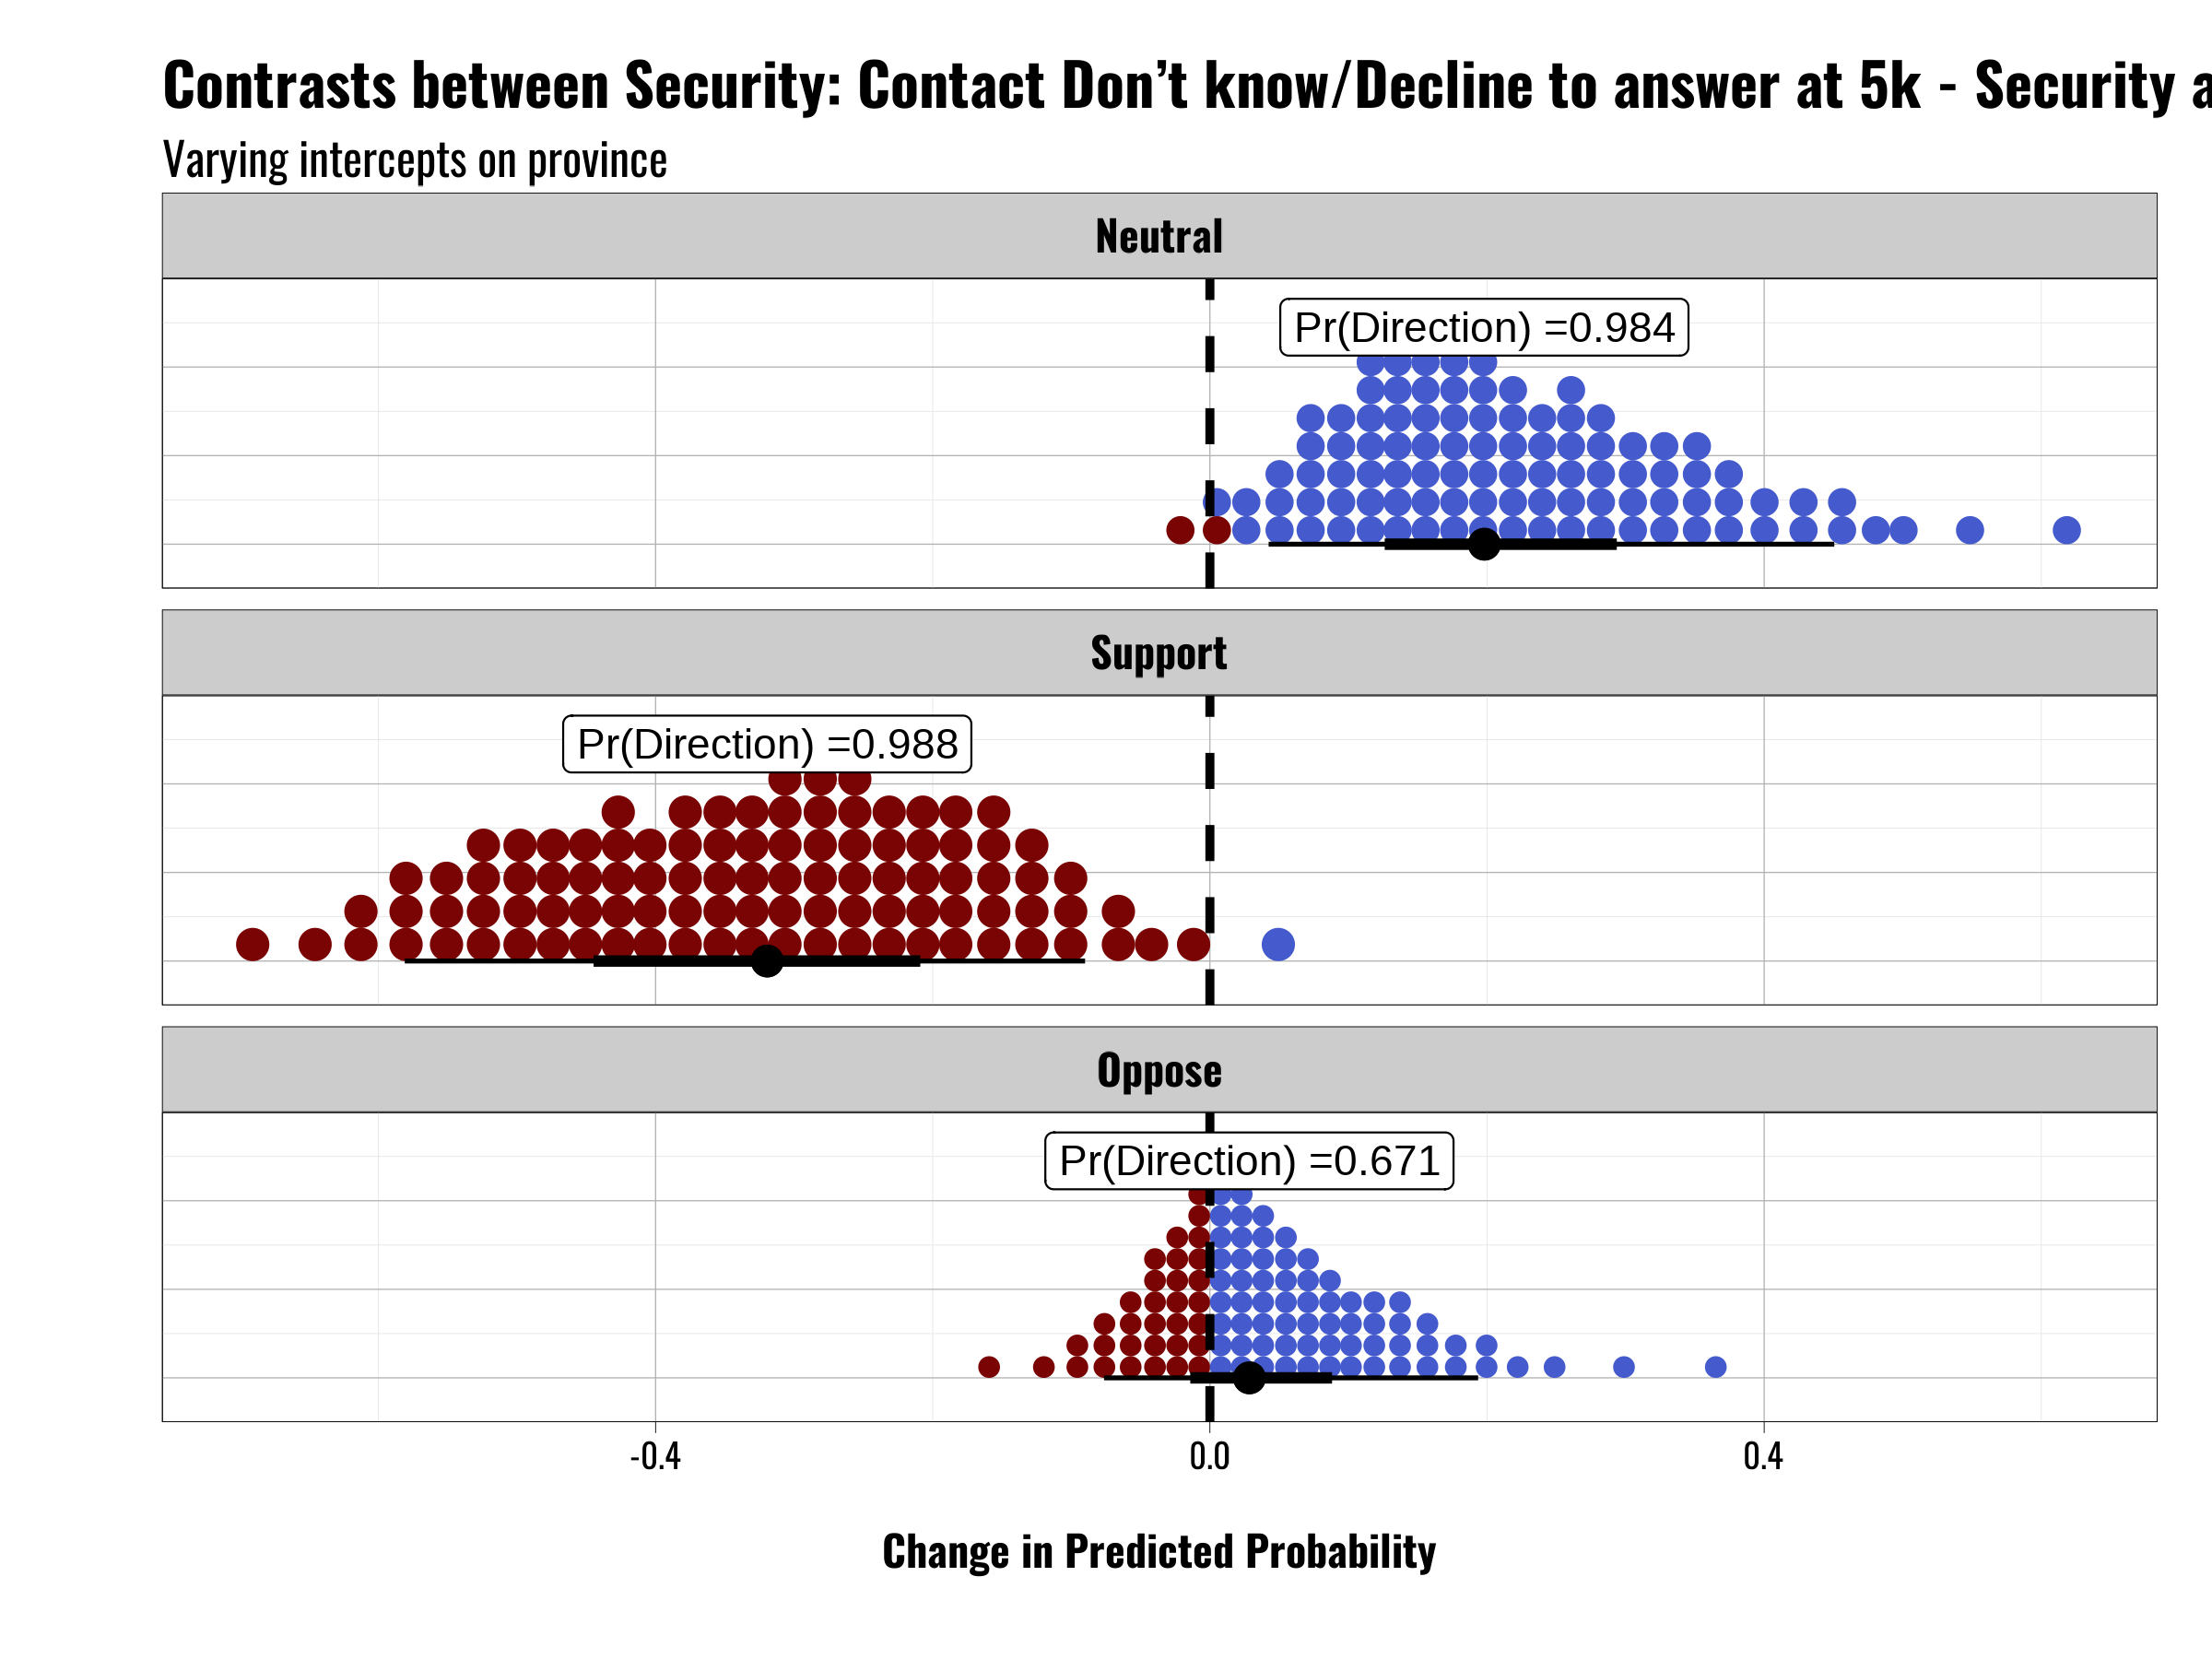 Contrasts between Security: Contact Don’t know/Decline to answer at 5k - Security
Varying intercepts on province
Neutral
Pr(Direction) =0.984
Support
Pr(Direction) =0.988
Oppose
Pr(Direction) =0.671
-0.4 0.0 0.4
Change in Predicted Probability